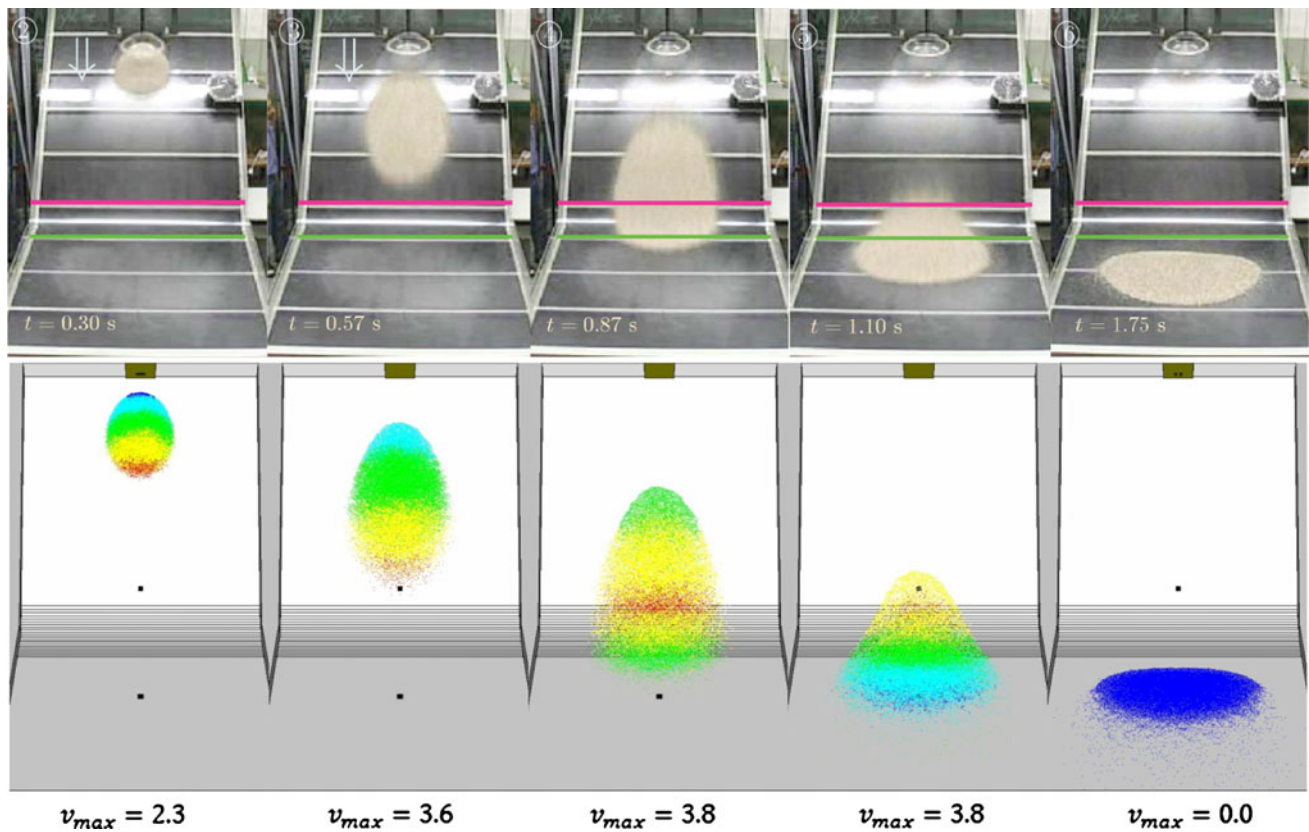 ② ③ ④ ⑤ ⑥
t = 0.30 s t = 0.57 s t = 0.87 s t = 1.10 s t = 1.75 s
v_max = 2.3 v_max = 3.6 v_max = 3.8 v_max = 3.8 v_max = 0.0